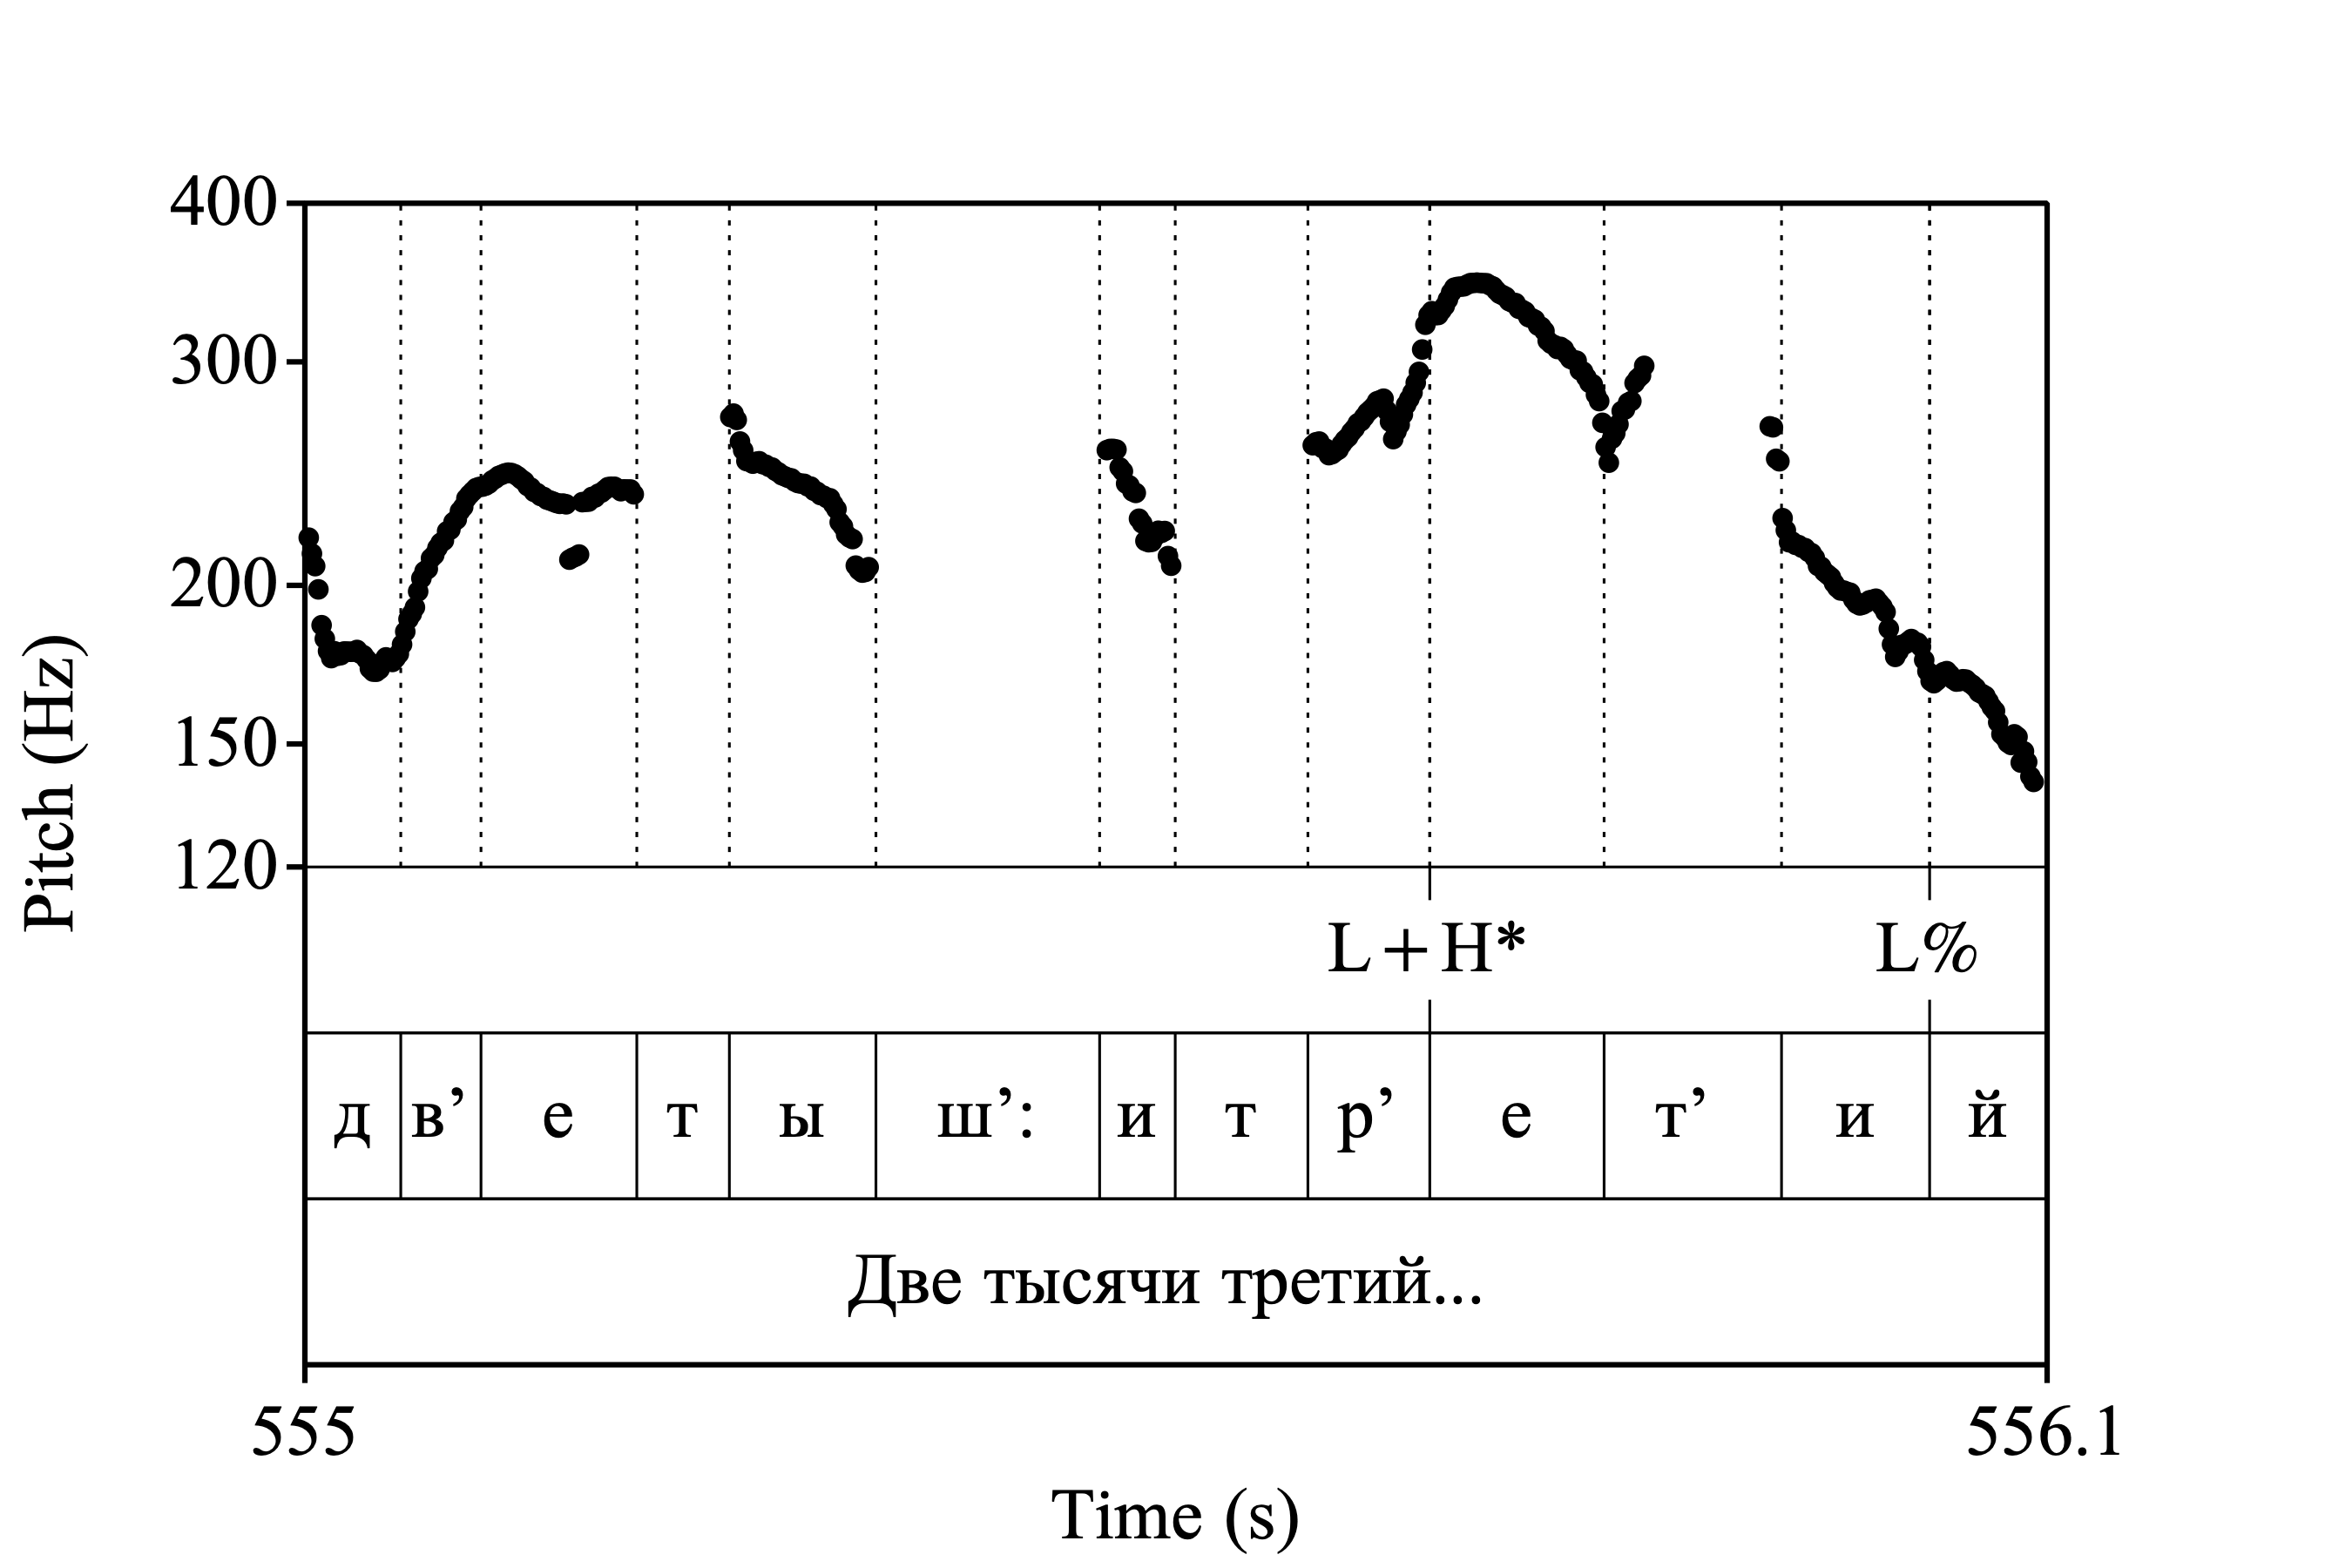 400
300
200
150
120
Pitch (Hz)
L+H* L%
д в’ е т ы ш’: и т р’ е т’ и й
Две тысячи третий...
555 556.1
Time (s)